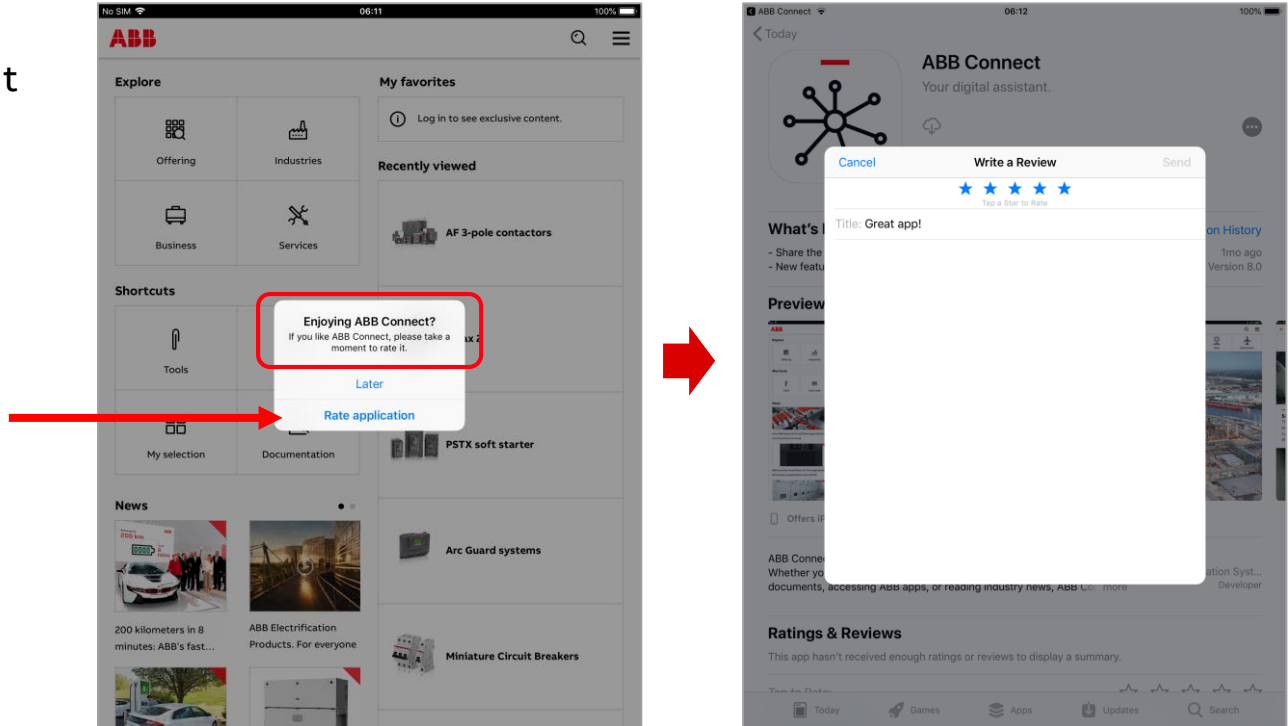 t
No SIM
06:11
100%
ABB
Explore
My favorites
Log in to see exclusive content.
Offering
Industries
Recently viewed
AF 3-pole contactors
Business
Services
Shortcuts
Enjoying ABB Connect?
If you like ABB Connect, please take a
moment to rate it.
Later
Rate application
Tools
My selection
Documentation
PSTX soft starter
News
Arc Guard systems
200 km
200 kilometers in 8
minutes: ABB's fast...
ABB Electrification
Products. For everyone
Miniature Circuit Breakers
ABB Connect
06:12
100%
Today
ABB Connect
Your digital assistant.
Cancel
Write a Review
Send
Tap a Star to Rate
Title: Great app!
What's
on History
- Share the
1mo ago
- New featu
Version 8.0
Preview
ABB
Offers iP
ABB Conne
ation Syst...
Whether yo
Developer
documents, accessing ABB apps, or reading industry news, ABB Co
more
Ratings & Reviews
This app hasn't received enough ratings or reviews to display a summary.
Tap to Rate:
Today
Games
Apps
Updates
Search